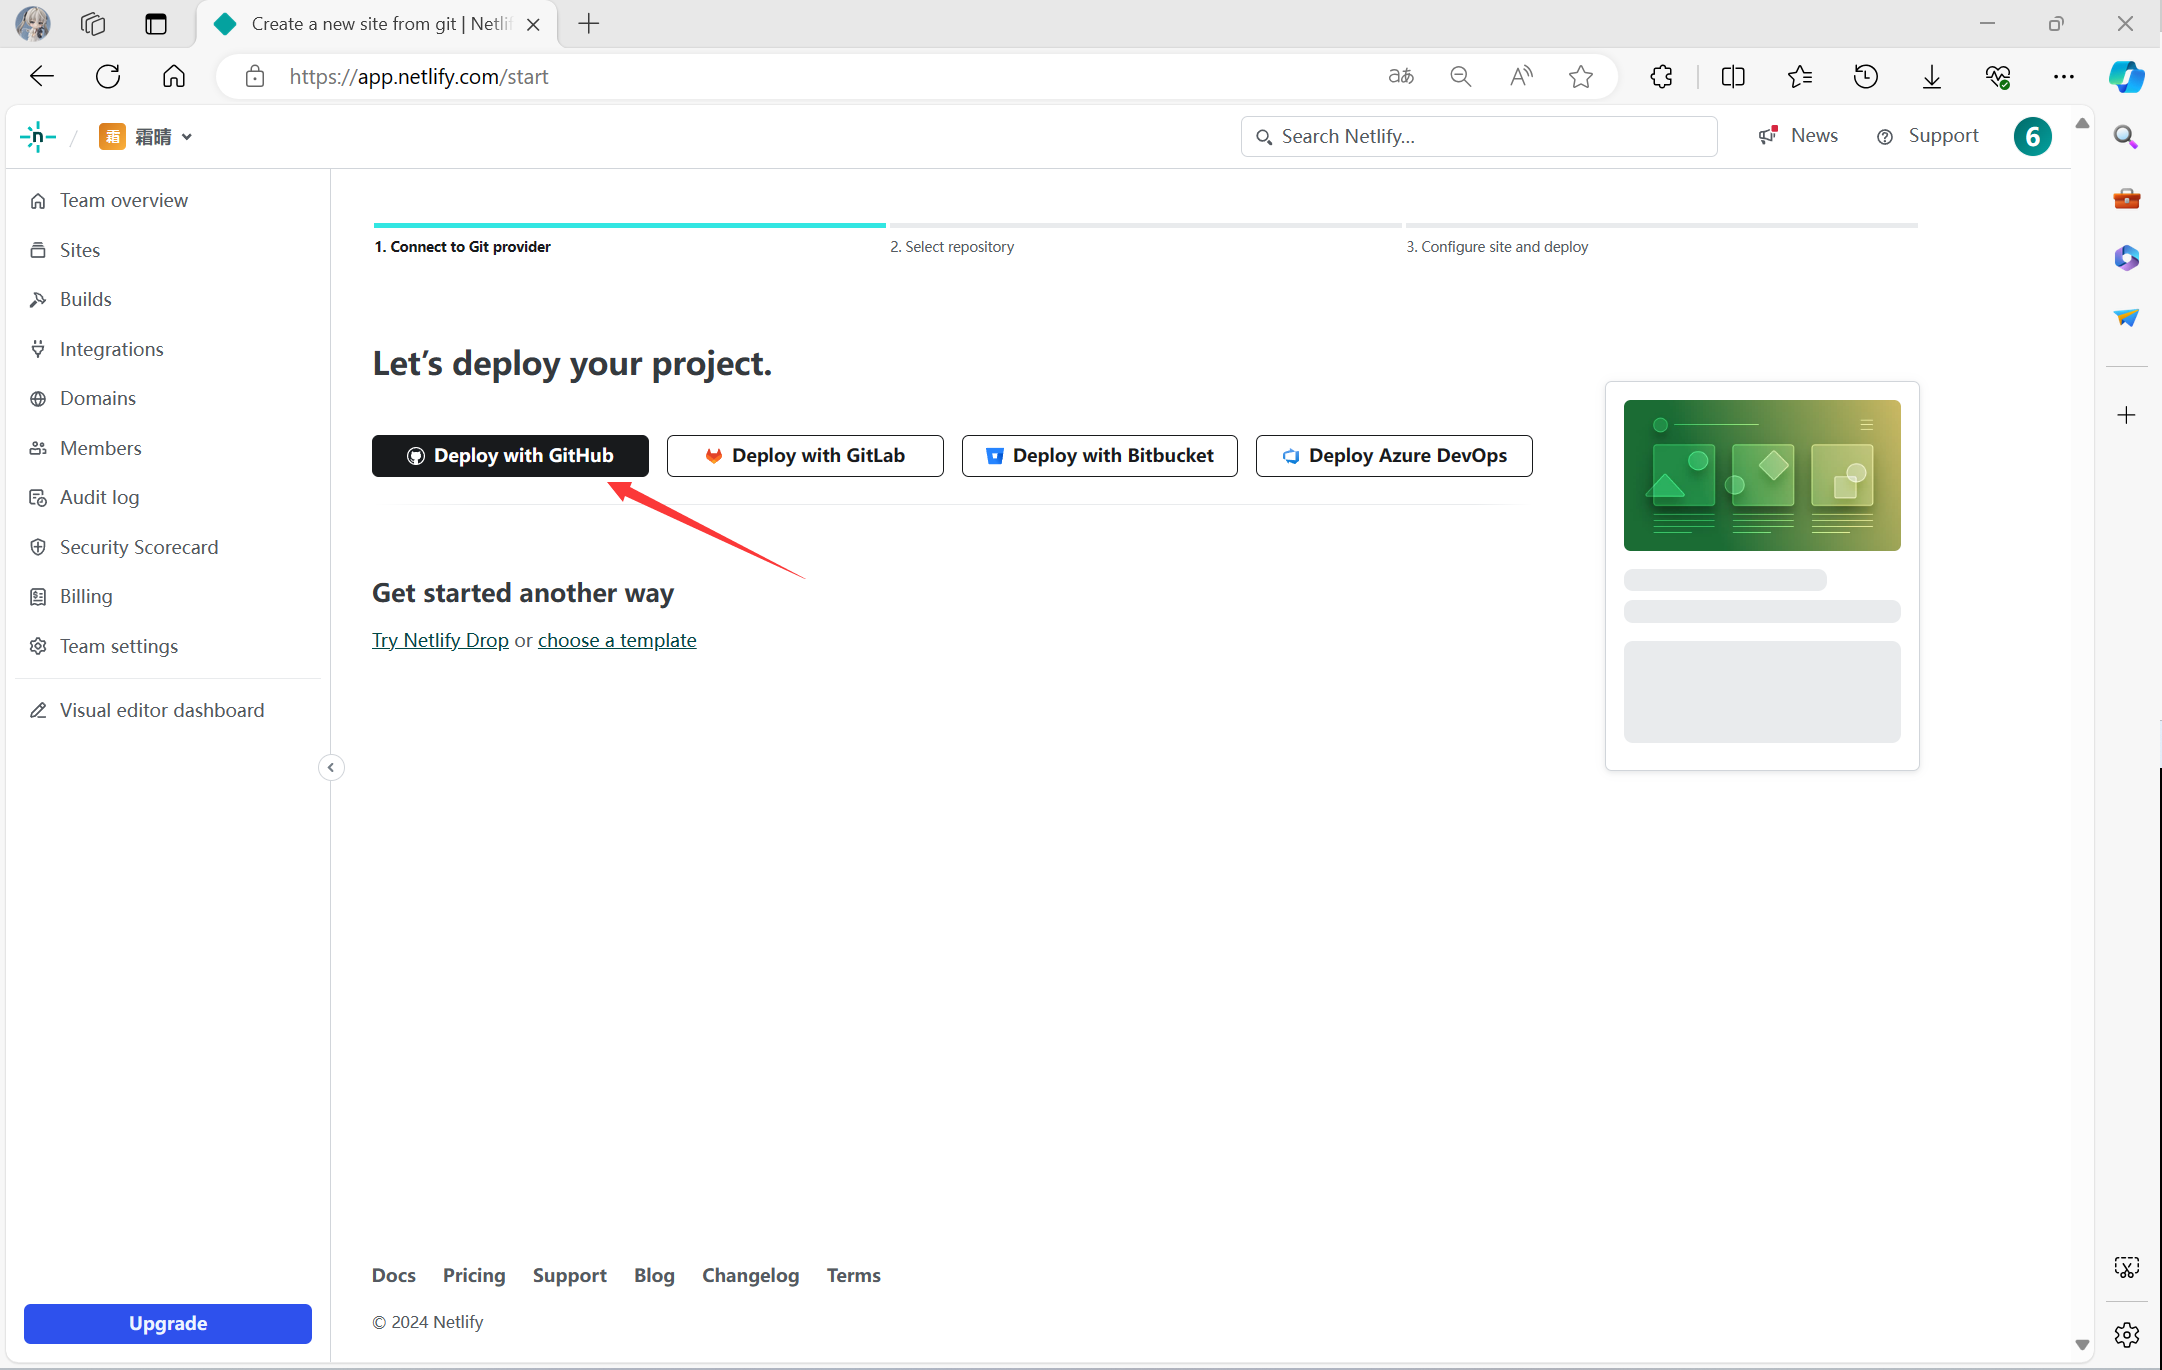 Create a new site from git | Netlif
https://app.netlify.com/start
霜 霜晴
Search Netlify...
News
Support
6
Team overview
Sites
Builds
Integrations
Domains
Members
Audit log
Security Scorecard
Billing
Team settings
Visual editor dashboard
Upgrade
1. Connect to Git provider
2. Select repository
3. Configure site and deploy
Let’s deploy your project.
Deploy with GitHub
Deploy with GitLab
Deploy with Bitbucket
Deploy Azure DevOps
Get started another way
Try Netlify Drop or choose a template
Docs Pricing Support Blog Changelog Terms
© 2024 Netlify